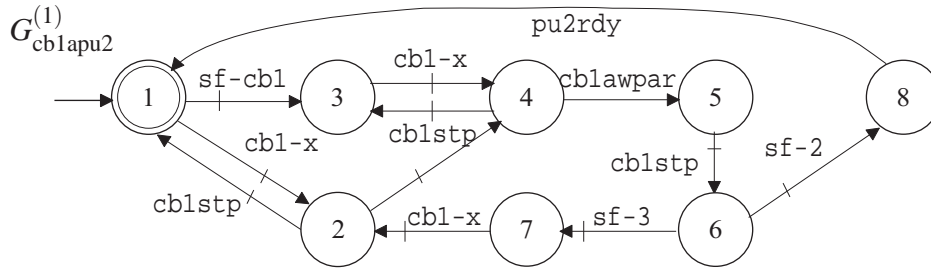 G^{(1)}_{cb1apu2}
pu2rdy
sf-cb1
cb1-x
cb1awpar
1
3
4
5
8
cb1-x
cb1stp
cb1stp
cb1stp
sf-2
2
cb1-x
7
sf-3
6